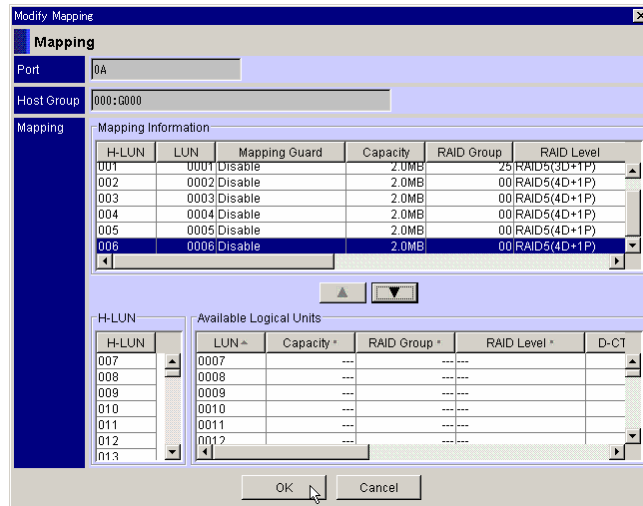 Modify Mapping
Mapping
Port 0A
Host Group 000:G000
Mapping Mapping Information
H-LUN LUN Mapping Guard Capacity RAID Group RAID Level
001 0001 Disable 2.0MB 25 RAID5(3D+1P)
002 0002 Disable 2.0MB 00 RAID5(4D+1P)
003 0003 Disable 2.0MB 00 RAID5(4D+1P)
004 0004 Disable 2.0MB 00 RAID5(4D+1P)
005 0005 Disable 2.0MB 00 RAID5(4D+1P)
006 0006 Disable 2.0MB 00 RAID5(4D+1P)
H-LUN Available Logical Units
H-LUN LUN Capacity * RAID Group * RAID Level * D-CT
007 0007 --- --- ---
008 0008 --- --- ---
009 0009 --- --- ---
010 0010 --- --- ---
011 0011 --- --- ---
012 0012 --- --- ---
013
OK Cancel